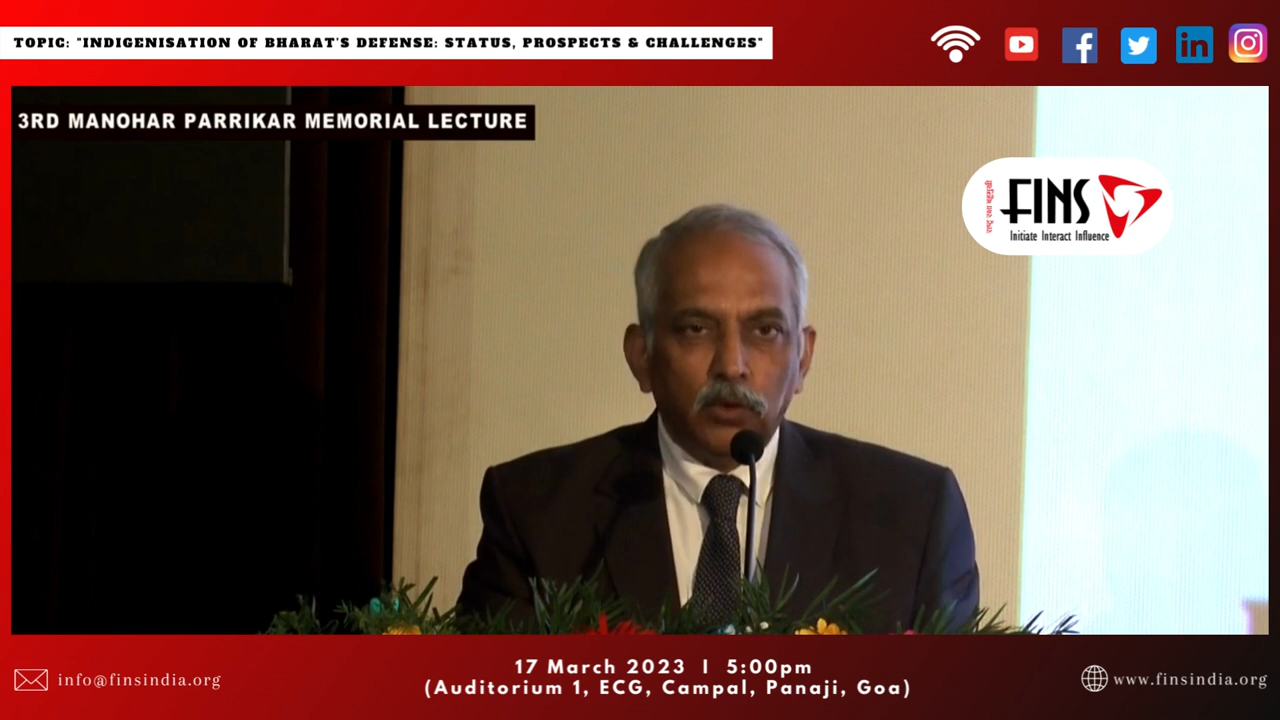 TOPIC: "INDIGENISATION OF BHARAT'S DEFENSE: STATUS, PROSPECTS & CHALLENGES"
3RD MANOHAR PARRIKAR MEMORIAL LECTURE
FINS
Initiate Interact Influence
17 March 2023 | 5:00pm
(Auditorium 1, ECG, Campal, Panaji, Goa)
info@finsindia.org
www.finsindia.org